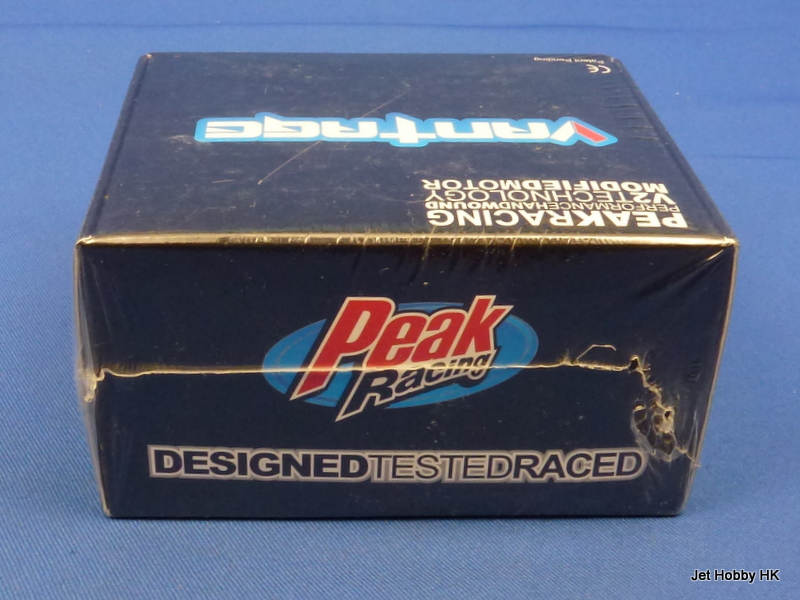 Patent Pending
CE
Vantage
PEAKRACING
PERFORMANCEHANDWOUND
V2TECHNOLOGY
MODIFIEDMOTOR
Peak
Racing
DESIGNEDTESTEDRACED
Jet Hobby HK